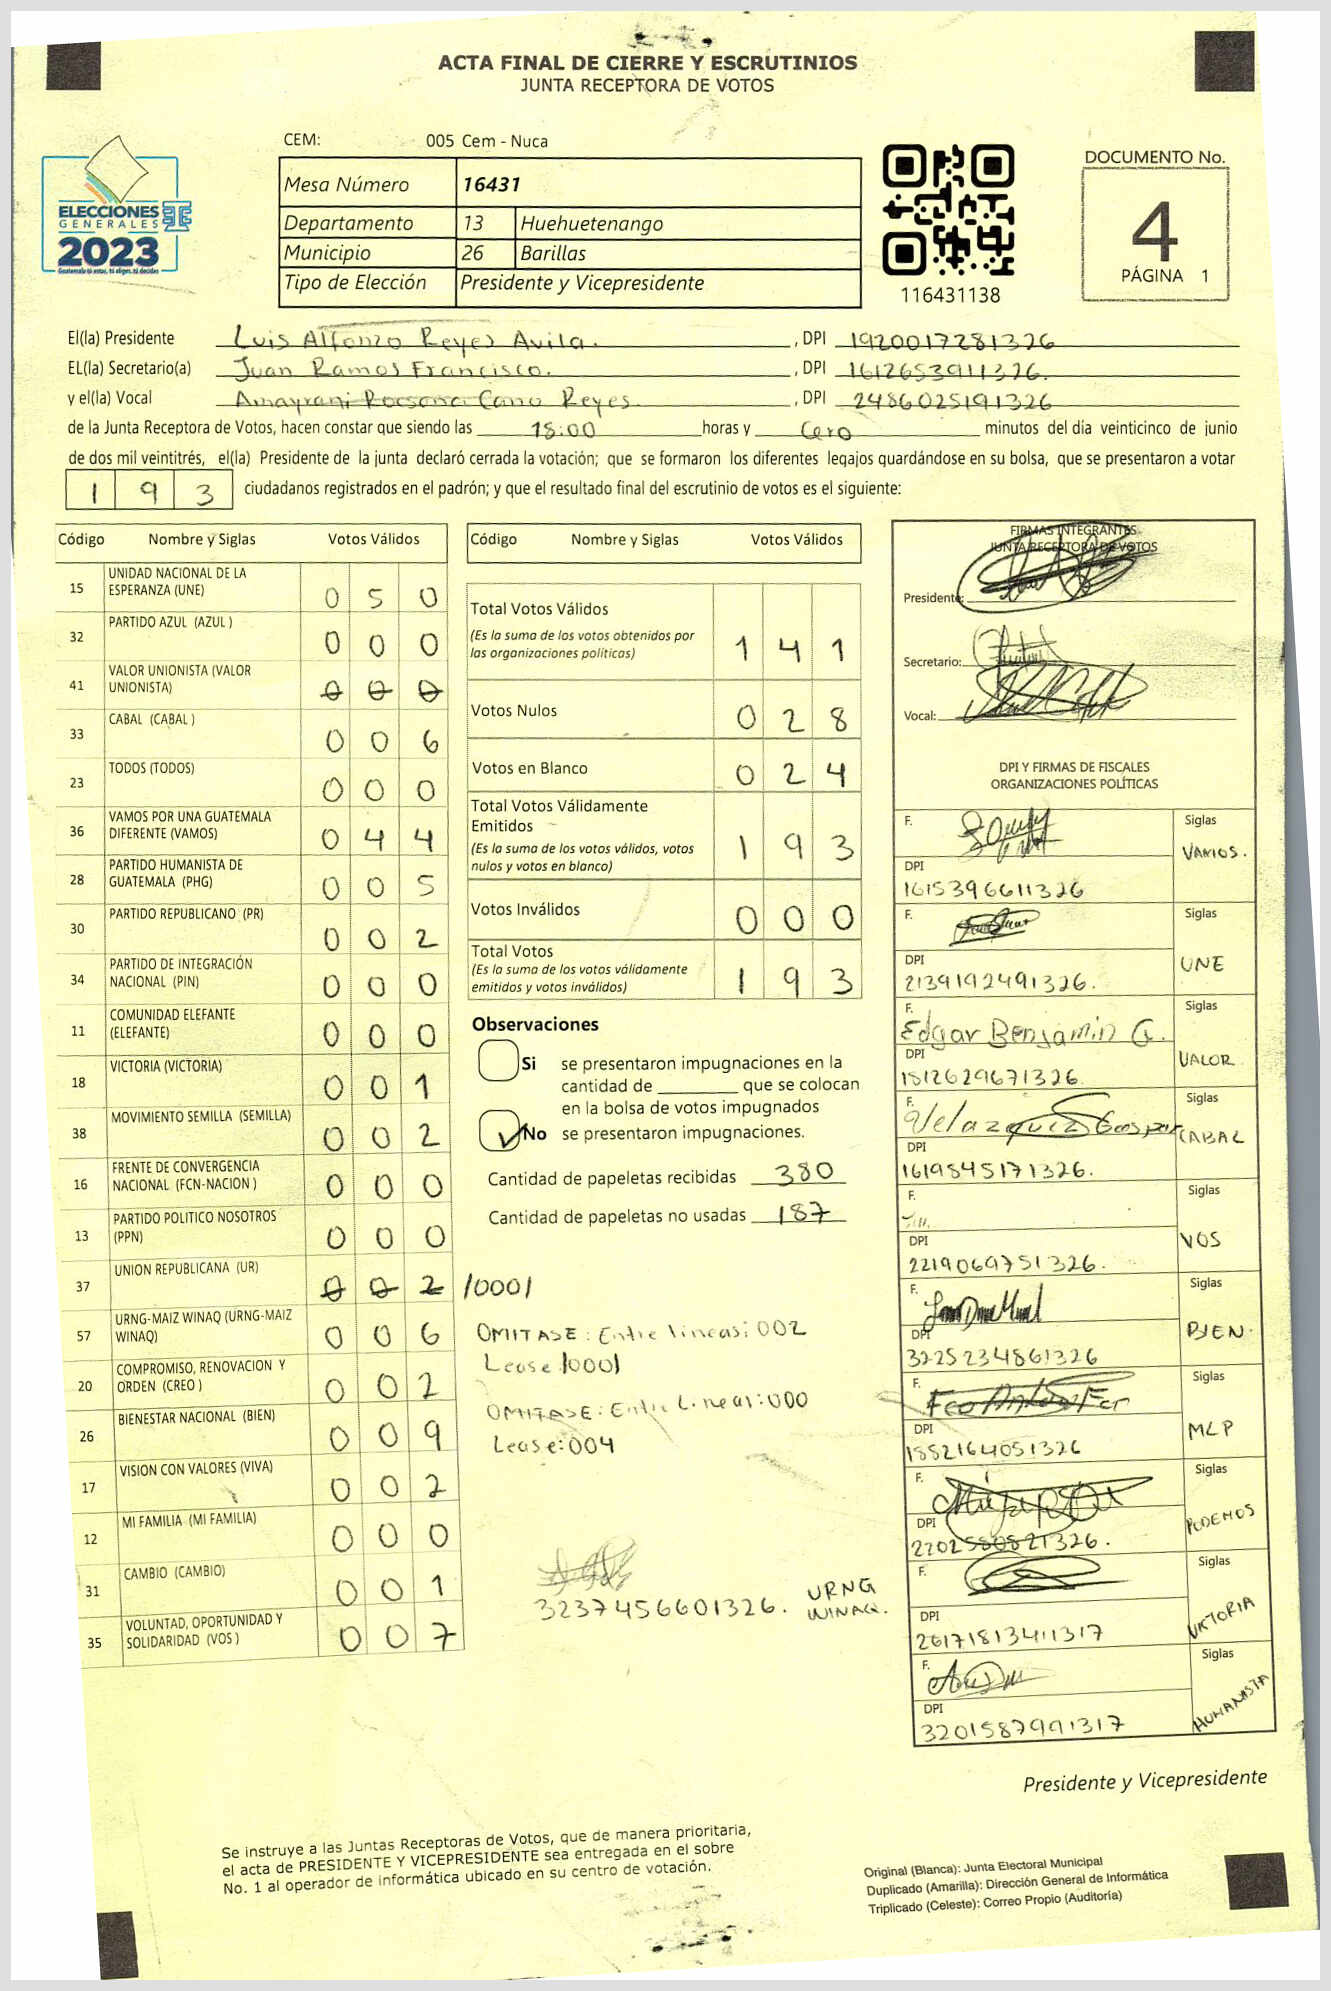 ACTA FINAL DE CIERRE Y ESCRUTINIOS
JUNTA RECEPTORA DE VOTOS
CEM: 005 Cem - Nuca
Mesa Número 16431
Departamento 13 Huehuetenango
Municipio 26 Barillas
Tipo de Elección Presidente y Vicepresidente
ELECCIONES
GENERALES
2023
Guatemala tú estas, tú eliges, tú decides
116431138
DOCUMENTO No.
4
PÁGINA 1
El(la) Presidente Luis Alfonzo Reyes Avila. , DPI 1920017281326
EL(la) Secretario(a) Juan Ramos Francisco. , DPI 1612653911326.
y el(la) Vocal Amayrani Roesana Cano Reyes. , DPI 2486025191326
de la Junta Receptora de Votos, hacen constar que siendo las 18:00 horas y Cero minutos del día veinticinco de junio
de dos mil veintitrés, el(la) Presidente de la junta declaró cerrada la votación; que se formaron los diferentes legajos quardándose en su bolsa, que se presentaron a votar
1 9 3 ciudadanos registrados en el padrón; y que el resultado final del escrutinio de votos es el siguiente:
Código Nombre y Siglas Votos Válidos
15 UNIDAD NACIONAL DE LA
ESPERANZA (UNE) 0 5 0
32 PARTIDO AZUL (AZUL ) 0 0 0
41 VALOR UNIONISTA (VALOR
UNIONISTA) 0 0 0
33 CABAL (CABAL ) 0 0 6
23 TODOS (TODOS) 0 0 0
36 VAMOS POR UNA GUATEMALA
DIFERENTE (VAMOS) 0 4 4
28 PARTIDO HUMANISTA DE
GUATEMALA (PHG) 0 0 5
30 PARTIDO REPUBLICANO (PR) 0 0 2
34 PARTIDO DE INTEGRACIÓN
NACIONAL (PIN) 0 0 0
11 COMUNIDAD ELEFANTE
(ELEFANTE) 0 0 0
18 VICTORIA (VICTORIA) 0 0 1
38 MOVIMIENTO SEMILLA (SEMILLA) 0 0 2
16 FRENTE DE CONVERGENCIA
NACIONAL (FCN-NACION ) 0 0 0
13 PARTIDO POLITICO NOSOTROS
(PPN) 0 0 0
37 UNION REPUBLICANA (UR) 0 0 2 /0001
57 URNG-MAIZ WINAQ (URNG-MAIZ
WINAQ) 0 0 6
20 COMPROMISO, RENOVACION Y
ORDEN (CREO ) 0 0 2
26 BIENESTAR NACIONAL (BIEN) 0 0 9
17 VISION CON VALORES (VIVA) 0 0 2
12 MI FAMILIA (MI FAMILIA) 0 0 0
31 CAMBIO (CAMBIO) 0 0 1
35 VOLUNTAD, OPORTUNIDAD Y
SOLIDARIDAD (VOS ) 0 0 7
Código Nombre y Siglas Votos Válidos
Total Votos Válidos
(Es la suma de los votos obtenidos por
las organizaciones políticas) 1 4 1
Votos Nulos 0 2 8
Votos en Blanco 0 2 4
Total Votos Válidamente
Emitidos
(Es la suma de los votos válidos, votos
nulos y votos en blanco) 1 9 3
Votos Inválidos 0 0 0
Total Votos
(Es la suma de los votos válidamente
emitidos y votos inválidos) 1 9 3
Observaciones
Si se presentaron impugnaciones en la
cantidad de que se colocan
en la bolsa de votos impugnados
No se presentaron impugnaciones.
Cantidad de papeletas recibidas 380
Cantidad de papeletas no usadas 187
OMITASE: Entre lineas: 002
Lease /0001
OMITASE: Entre Lineas: 000
Lease: 004
3237456601326. URNG
WINAQ.
FIRMAS INTEGRANTES
JUNTA RECEPTORA DE VOTOS
Presidente:
Secretario:
Vocal:
DPI Y FIRMAS DE FISCALES
ORGANIZACIONES POLÍTICAS
F. Siglas
VAMOS.
DPI
1615396611326
F. Siglas
UNE
DPI
2139192491326.
F. Edgar Benjamin G. Siglas
VALOR
DPI
1812629671326
F. Velazquez Gaspar Siglas
CABAL
DPI
1619845171326.
F. Siglas
VOS
DPI
2219069751326.
F. Siglas
BIEN.
DPI
3225234861326
F. Siglas
MLP
DPI
1882164051326
F. Siglas
PODEMOS
DPI
2202580821326.
F. Siglas
VIKTORIA
DPI
2617181341317
F. Siglas
HUMANISTA
DPI
3201587991317
Presidente y Vicepresidente
Se instruye a las Juntas Receptoras de Votos, que de manera prioritaria,
el acta de PRESIDENTE Y VICEPRESIDENTE sea entregada en el sobre
No. 1 al operador de informática ubicado en su centro de votación.
Original (Blanca): Junta Electoral Municipal
Duplicado (Amarilla): Dirección General de Informática
Triplicado (Celeste): Correo Propio (Auditoría)